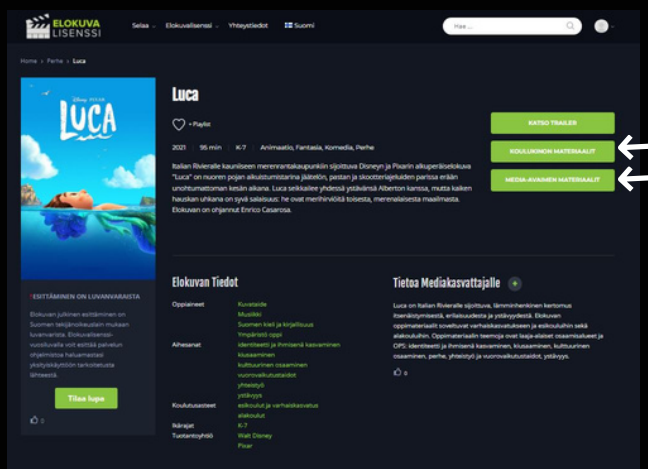 ELOKUVA
LISENSSI
Selaa
Elokuvalisenssi
Yhteystiedot
Suomi
Hae ...
Home > Perhe > Luca
Disney PIXAR
LUCA
Luca
+ Playlist
2021 95 min K-7 Animaatio, Fantasia, Komedia, Perhe
Italian Rivieralle kauniiseen merenrantakaupunkiin sijoittuva Disneyn ja Pixarin alkuperäiselokuva
"Luca" on nuoren pojan aikuistumistarina jäätelön, pastan ja skootteriajeluiden parissa erään
unohtumattoman kesän aikana. Luca seikkailee yhdessä ystävänsä Alberton kanssa, mutta kaiken
hauskan uhkana on syvä salaisuus: he ovat merihirviöitä toisesta, merenalaisesta maailmasta.
Elokuvan on ohjannut Enrico Casarosa.
KATSO TRAILER
KOULUKINON MATERIAALIT
MEDIA-AVAIMEN MATERIAALIT
*ESITTÄMINEN ON LUVANVARAISTA
Elokuvan julkinen esittäminen on
Suomen tekijänoikeuslain mukaan
luvanvaraista. Elokuvalisenssi-
vuosiluvalla voit esittää palvelun
ohjelmistoa haluamastasi
yksityiskäyttöön tarkoitetusta
lähteestä.
Tilaa lupa
0
Elokuvan Tiedot
Oppiaineet
Kuvataide
Musiikki
Suomen kieli ja kirjallisuus
Ympäristö oppi
Aihesanat
identiteetti ja ihmisenä kasvaminen
kiusaaminen
kulttuurinen osaaminen
vuorovaikutustaidot
yhteistyö
ystävyys
Koulutusasteet
esikoulut ja varhaiskasvatus
alakoulut
Ikärajat
K-7
Tuotantoyhtiö
Walt Disney
Pixar
Tietoa Mediakasvattajalle +
Luca on Italian Rivieralle sijoittuva, lämminhenkinen kertomus
itsenäistymisestä, erilaisuudesta ja ystävyydestä. Elokuvan
oppimateriaalit soveltuvat varhaiskasvatukseen ja esikouluihin sekä
alakouluihin. Oppimateriaalin teemoja ovat laaja-alaiset osaamisalueet ja
OPS: identiteetti ja ihmisenä kasvaminen, kiusaaminen, kulttuurinen
osaaminen, perhe, yhteistyö ja vuorovaikutustaidot, ystävyys.
0